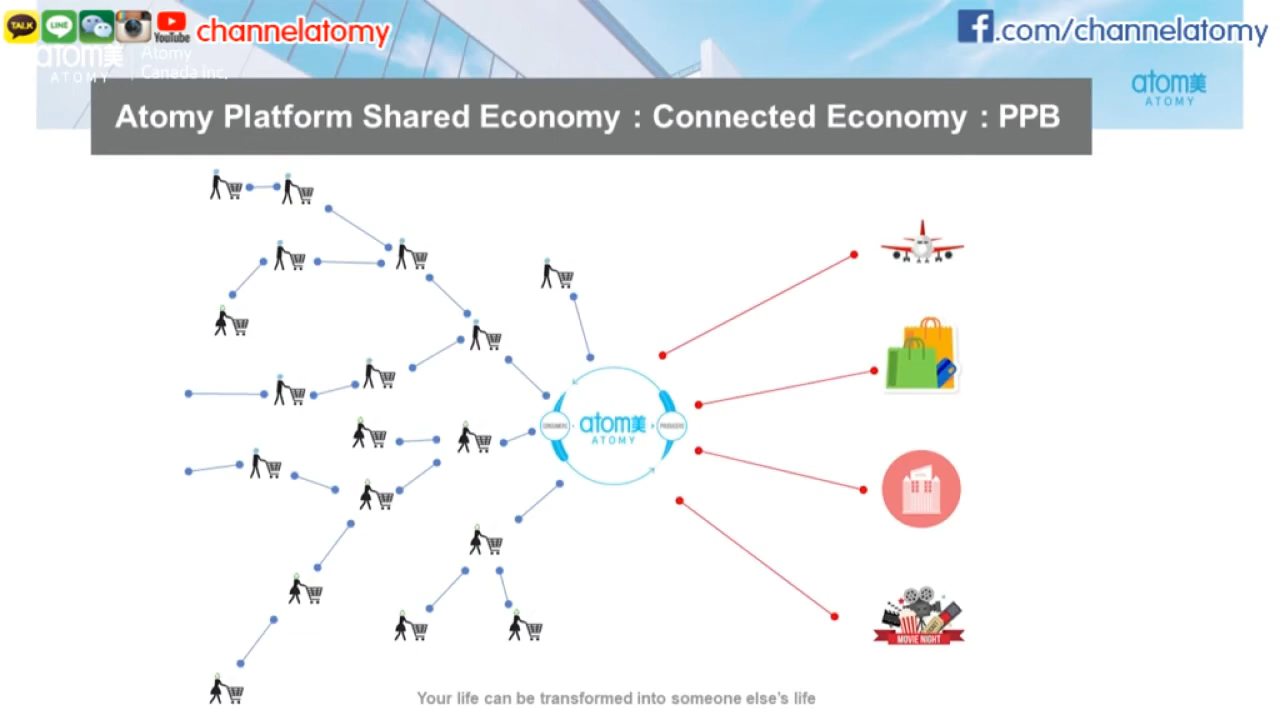 TALK
LINE
YouTube
channelatomy
.com/channelatomy
atom美
ATOMY
Atomy
Canada Inc.
atom美
ATOMY
Atomy Platform Shared Economy : Connected Economy : PPB
CONSUMERS
atom美
ATOMY
PRODUCERS
MOVIE NIGHT
Your life can be transformed into someone else's life